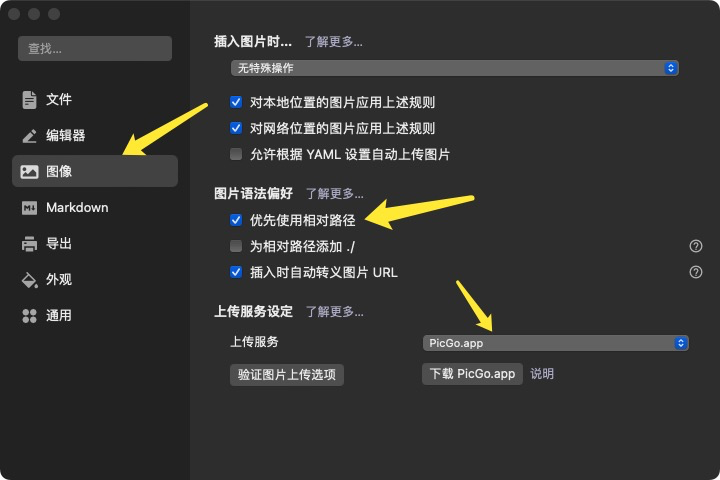 查找...
文件
编辑器
图像
Markdown
导出
外观
通用
插入图片时... 了解更多...
无特殊操作
对本地位置的图片应用上述规则
对网络位置的图片应用上述规则
允许根据 YAML 设置自动上传图片
图片语法偏好 了解更多...
优先使用相对路径
为相对路径添加 ./ ?
插入时自动转义图片 URL ?
上传服务设定 了解更多...
上传服务 PicGo.app
验证图片上传选项 下载 PicGo.app 说明